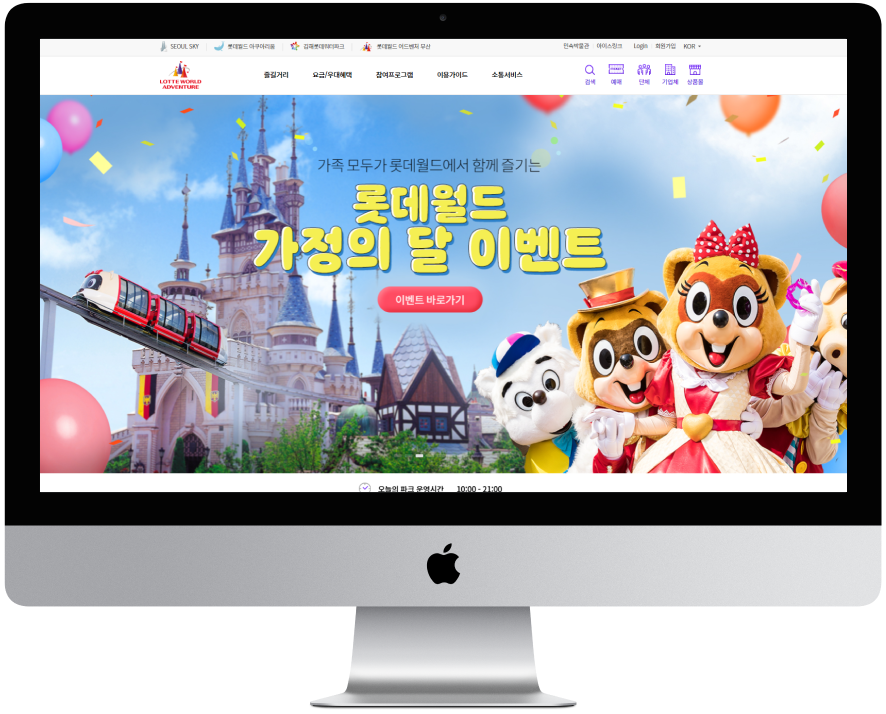 SEOUL SKY
롯데월드 아쿠아리움
김해롯데워터파크
롯데월드 어드벤처 부산
민속박물관
아이스링크
Login
회원가입
KOR
LOTTE WORLD
ADVENTURE
즐길거리
요금/우대혜택
참여프로그램
이용가이드
소통서비스
검색
예매
단체
기업체
상품몰
가족 모두가 롯데월드에서 함께 즐기는
롯데월드
가정의 달 이벤트
이벤트 바로가기
오늘의 파크 운영시간 10:00 - 21:00